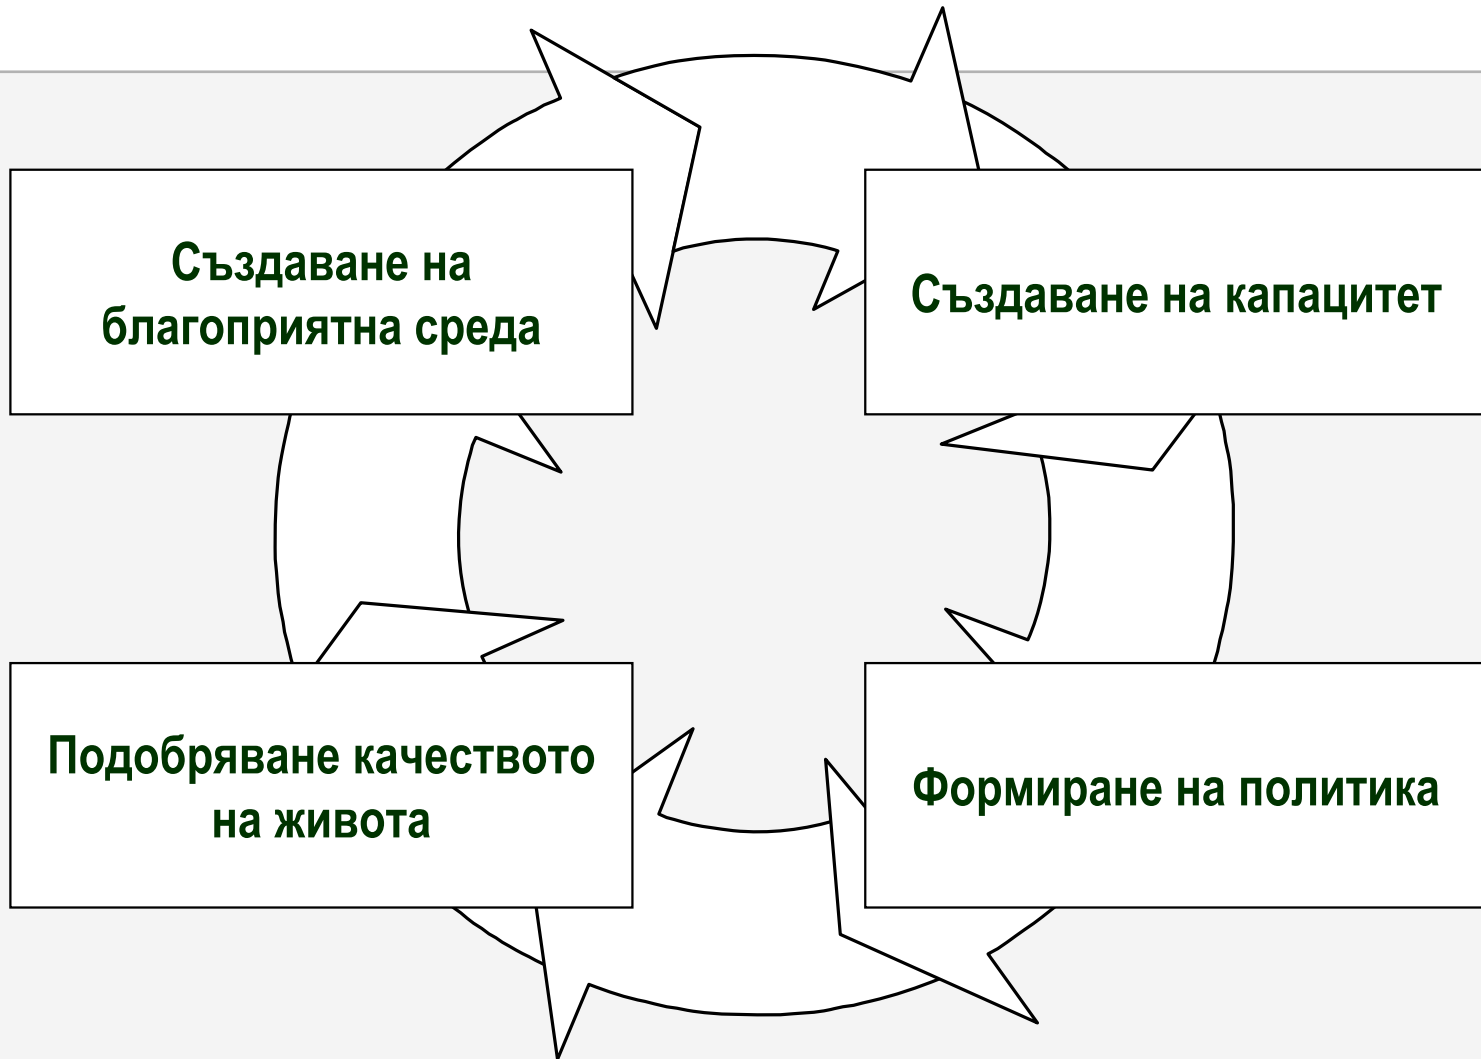 Създаване на
благоприятна среда
Създаване на капацитет
Подобряване качеството
на живота
Формиране на политика